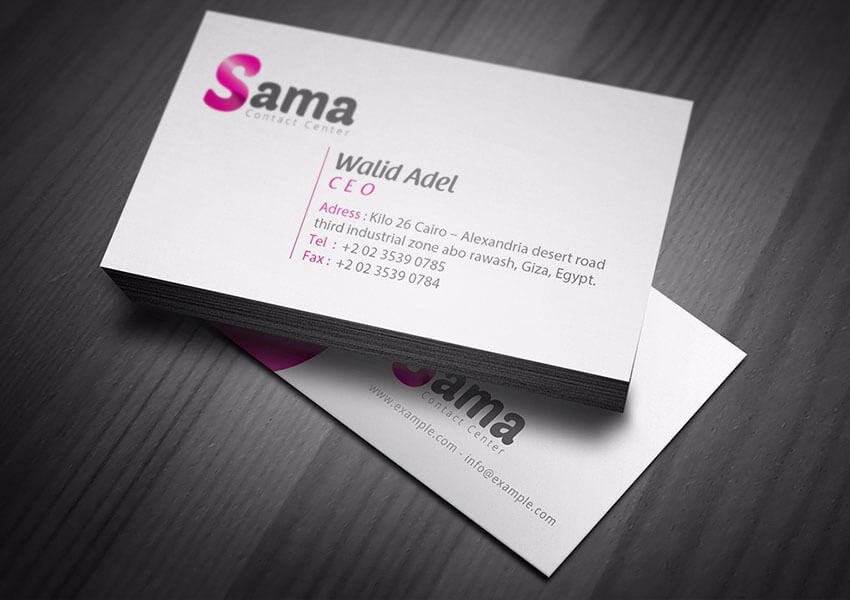 Sama
Contact Center
Walid Adel
CEO
Adress : Kilo 26 Cairo – Alexandria desert road
third industrial zone abo rawash, Giza, Egypt.
Tel : +2 02 3539 0785
Fax : +2 02 3539 0784
Sama
Contact Center
www.example.com - info@example.com